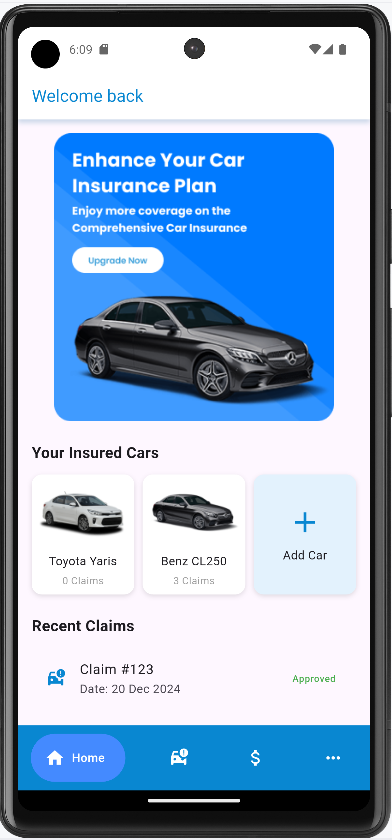 6:09
Welcome back
Enhance Your Car
Insurance Plan
Enjoy more coverage on the
Comprehensive Car Insurance
Upgrade Now
Your Insured Cars
Toyota Yaris
0 Claims
Benz CL250
3 Claims
Add Car
Recent Claims
Claim #123
Date: 20 Dec 2024
Approved
Home